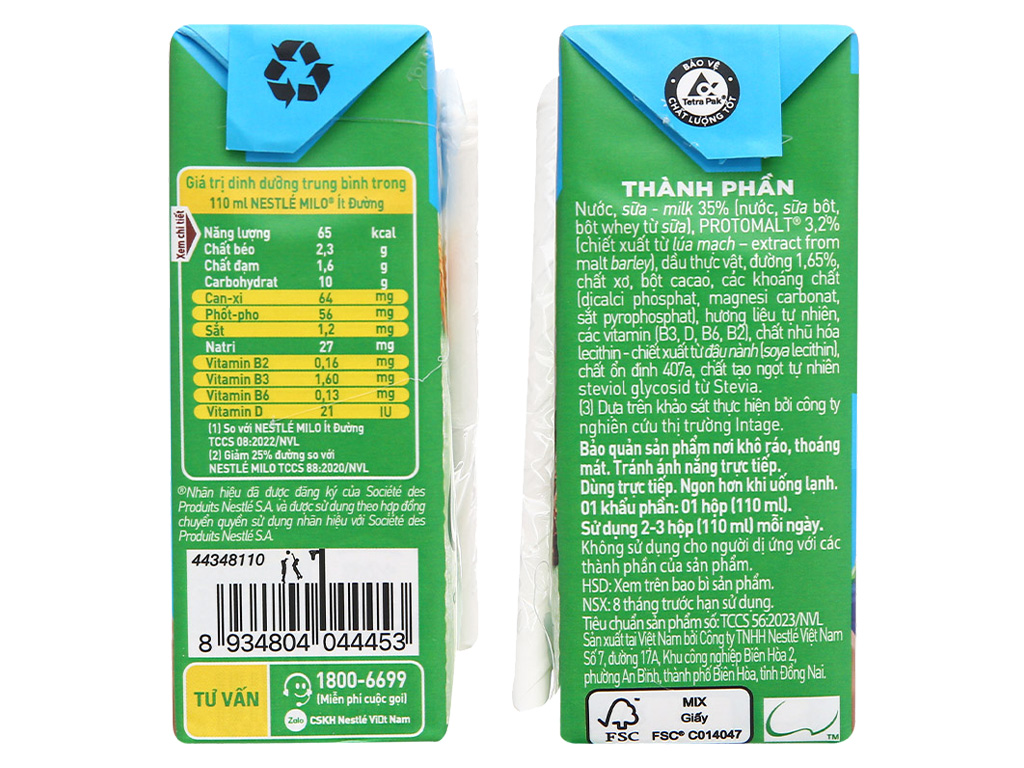 Giá trị dinh dưỡng trung bình trong
110 ml NESTLÉ MILO® Ít Đường
Xem chi tiết
Năng lượng 65 kcal
Chất béo 2,3 g
Chất đạm 1,6 g
Carbohydrat 10 g
Can-xi 64 mg
Phốt-pho 56 mg
Sắt 1,2 mg
Natri 27 mg
Vitamin B2 0,16 mg
Vitamin B3 1,60 mg
Vitamin B6 0,13 mg
Vitamin D 21 IU
(1) So với NESTLÉ MILO Ít Đường
TCCS 08:2022/NVL
(2) Giảm 25% đường so với
NESTLÉ MILO TCCS 88:2020/NVL
®Nhãn hiệu đã được đăng ký của Société des
Produits Nestlé S.A. và được sử dụng theo hợp đồng
chuyển quyền sử dụng nhãn hiệu với Société des
Produits Nestlé S.A.
44348110
8 934804 044453
TƯ VẤN
1800-6699
(Miễn phí cuộc gọi)
Zalo CSKH Nestlé Việt Nam
BẢO VỆ
Tetra Pak®
CHẤT LƯỢNG TỐT
THÀNH PHẦN
Nước, sữa - milk 35% (nước, sữa bột,
bột whey từ sữa), PROTOMALT® 3,2%
(chiết xuất từ lúa mạch – extract from
malt barley), dầu thực vật, đường 1,65%,
chất xơ, bột cacao, các khoáng chất
(dicalci phosphat, magnesi carbonat,
sắt pyrophosphat), hương liệu tự nhiên,
các vitamin (B3, D, B6, B2), chất nhũ hóa
lecithin - chiết xuất từ đậu nành (soya lecithin),
chất ổn định 407a, chất tạo ngọt tự nhiên
steviol glycosid từ Stevia.
(3) Dựa trên khảo sát thực hiện bởi công ty
nghiên cứu thị trường Intage.
Bảo quản sản phẩm nơi khô ráo, thoáng
mát. Tránh ánh nắng trực tiếp.
Dùng trực tiếp. Ngon hơn khi uống lạnh.
01 khẩu phần: 01 hộp (110 ml).
Sử dụng 2-3 hộp (110 ml) mỗi ngày.
Không sử dụng cho người dị ứng với các
thành phần của sản phẩm.
HSD: Xem trên bao bì sản phẩm.
NSX: 8 tháng trước hạn sử dụng.
Tiêu chuẩn sản phẩm số: TCCS 56:2023/NVL
Sản xuất tại Việt Nam bởi Công ty TNHH Nestlé Việt Nam
Số 7, đường 17A, Khu công nghiệp Biên Hòa 2,
phường An Bình, thành phố Biên Hòa, tỉnh Đồng Nai.
FSC
MIX
Giấy
FSC® C014047
TM